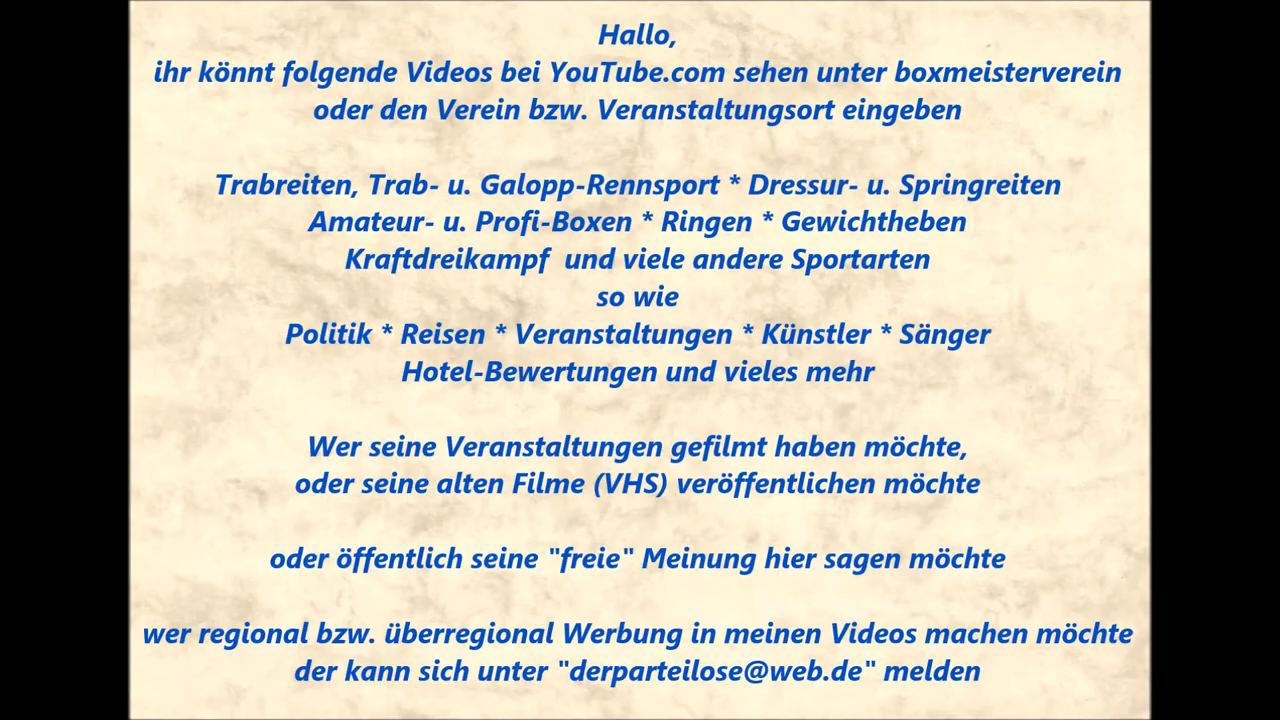 Hallo,
ihr könnt folgende Videos bei YouTube.com sehen unter boxmeisterverein
oder den Verein bzw. Veranstaltungsort eingeben
Trabreiten, Trab- u. Galopp-Rennsport * Dressur- u. Springreiten
Amateur- u. Profi-Boxen * Ringen * Gewichtheben
Kraftdreikampf  und viele andere Sportarten
so wie
Politik * Reisen * Veranstaltungen * Künstler * Sänger
Hotel-Bewertungen und vieles mehr
Wer seine Veranstaltungen gefilmt haben möchte,
oder seine alten Filme (VHS) veröffentlichen möchte
oder öffentlich seine "freie" Meinung hier sagen möchte
wer regional bzw. überregional Werbung in meinen Videos machen möchte
der kann sich unter "derparteilose@web.de" melden